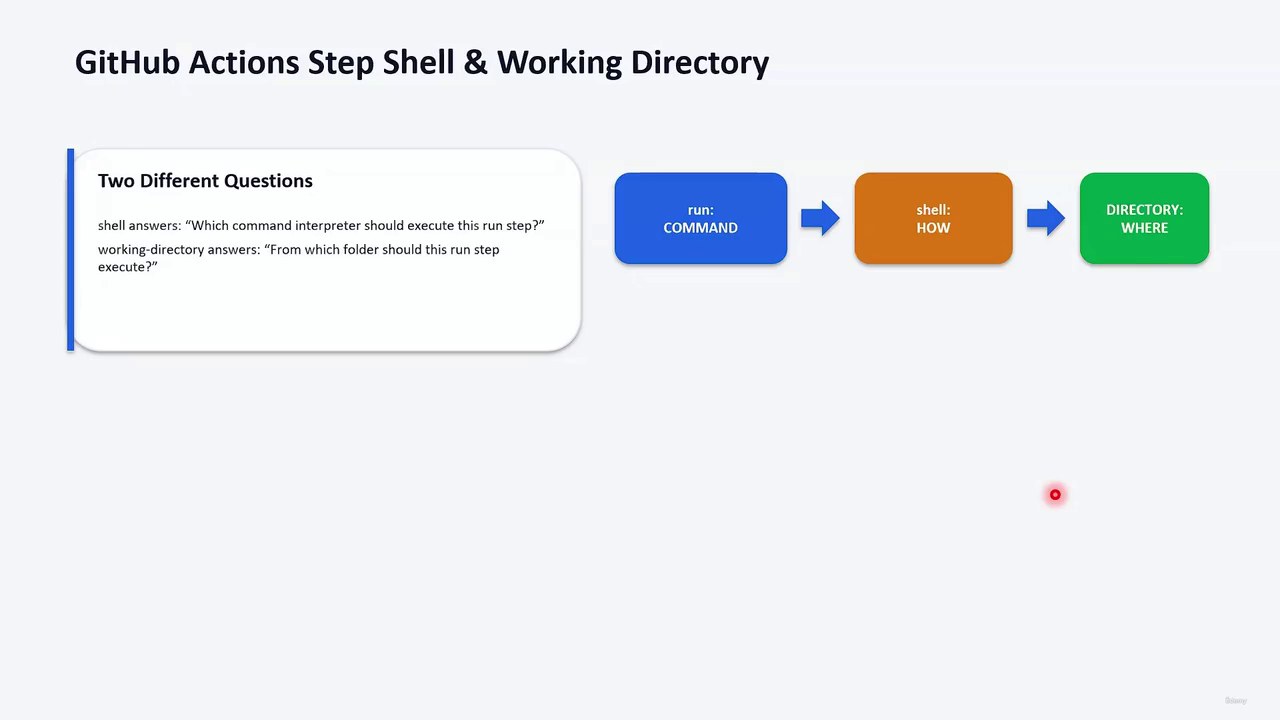 GitHub Actions Step Shell & Working Directory
Two Different Questions
shell answers: “Which command interpreter should execute this run step?”
working-directory answers: “From which folder should this run step
execute?”
run:
COMMAND
shell:
HOW
DIRECTORY:
WHERE